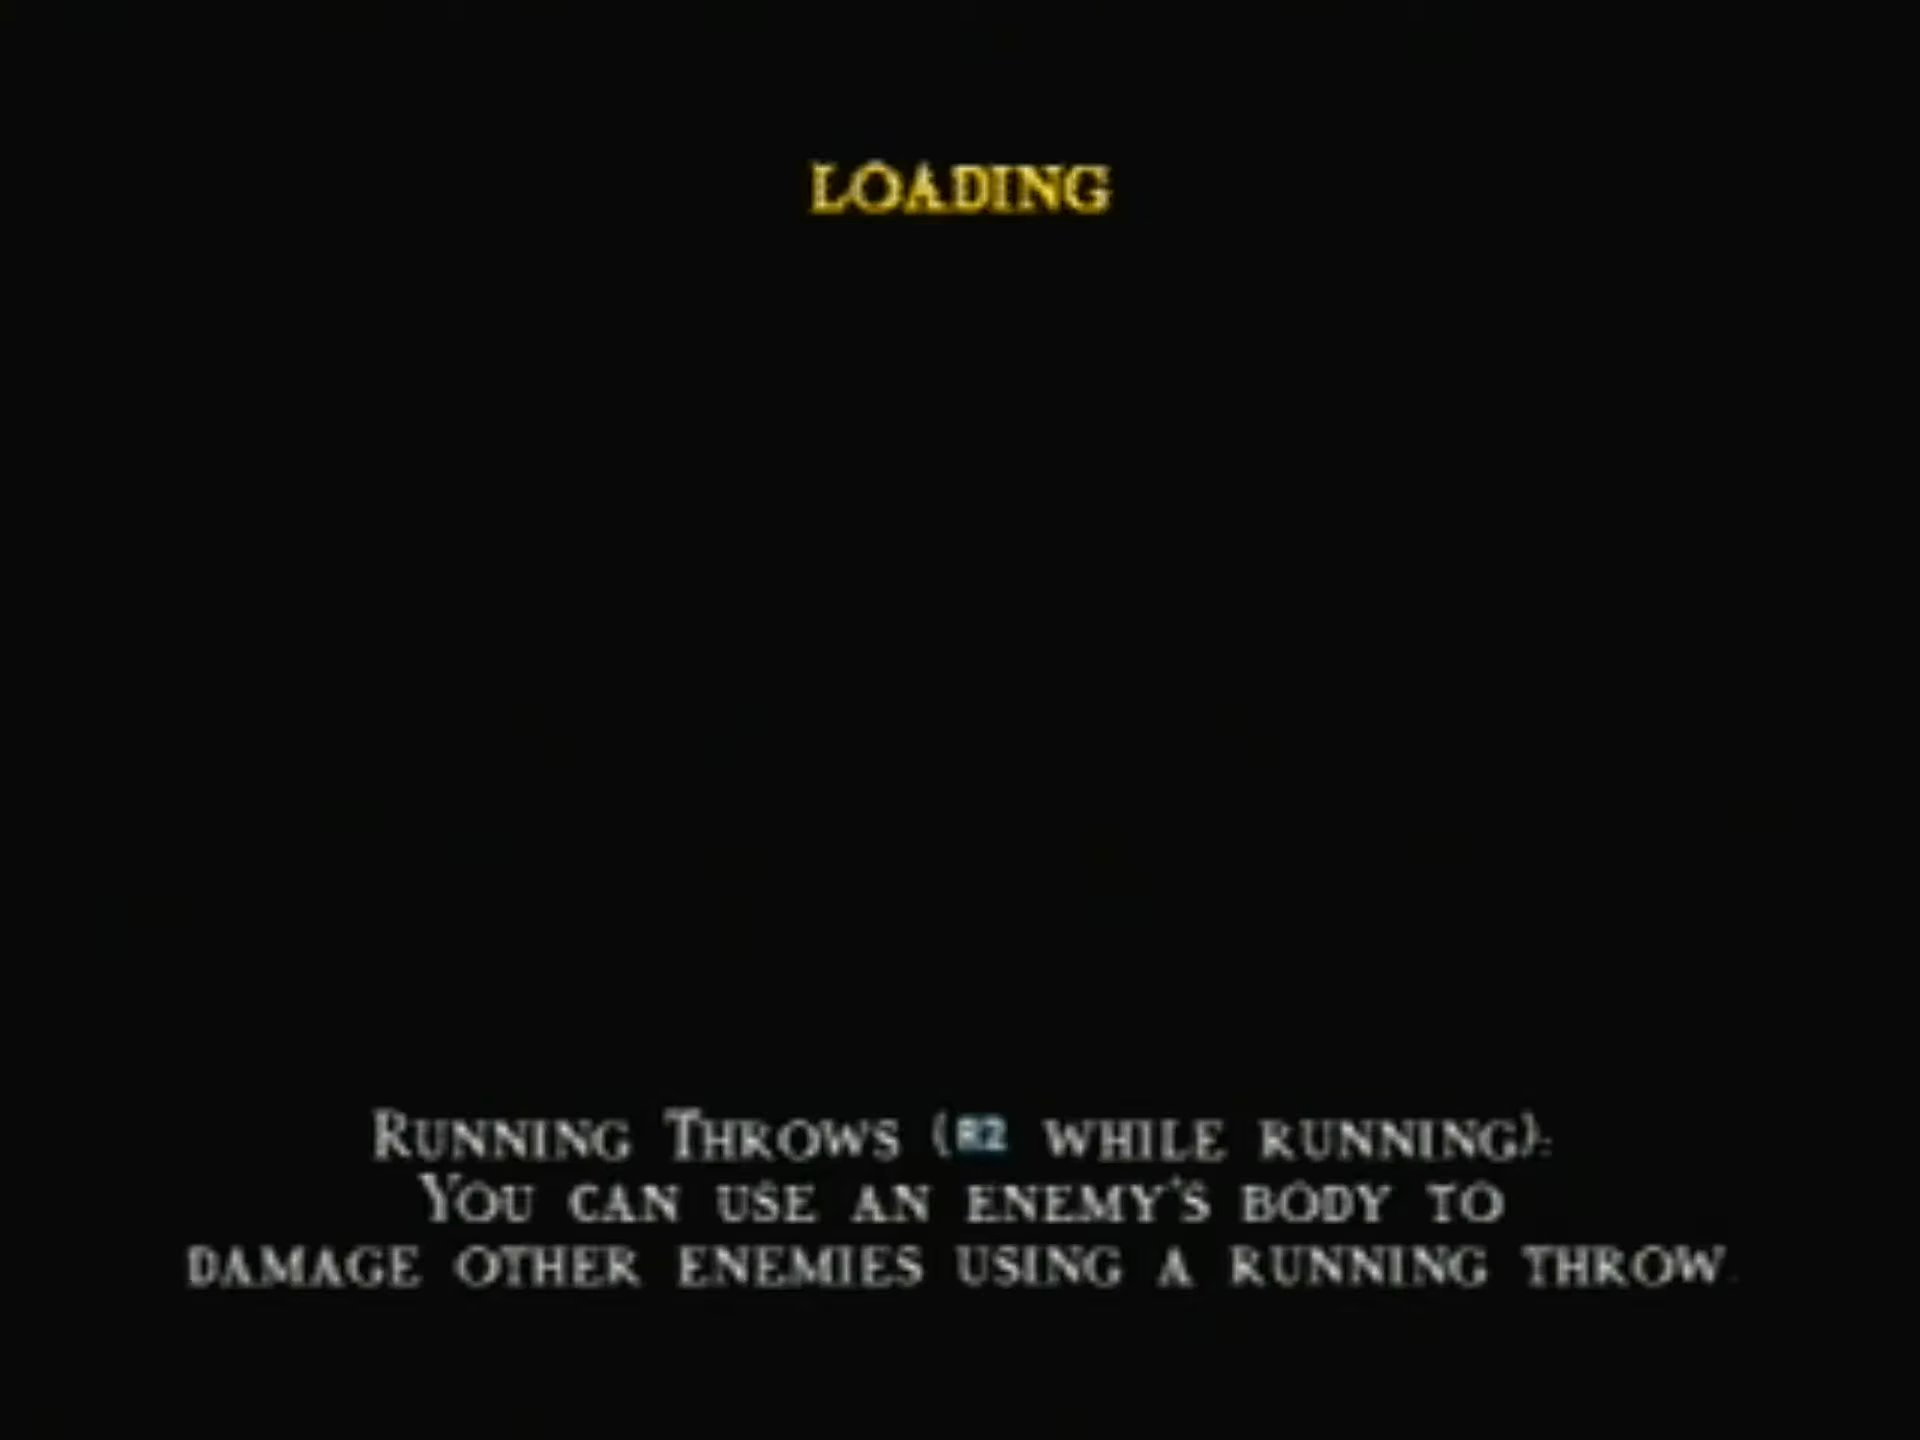 LOADING
RUNNING THROWS (R2 WHILE RUNNING):
YOU CAN USE AN ENEMY'S BODY TO
DAMAGE OTHER ENEMIES USING A RUNNING THROW.